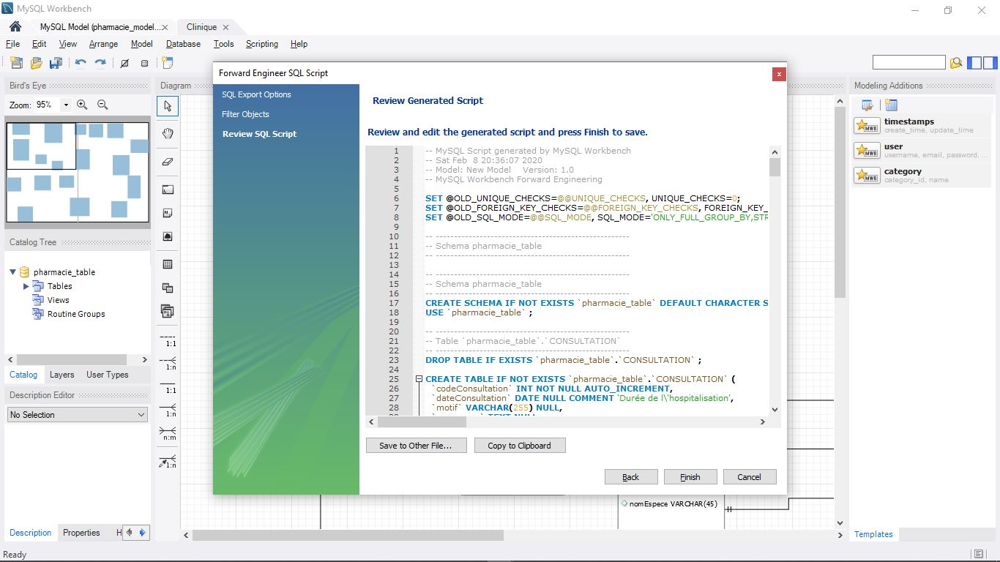 MySQL Workbench
MySQL Model (pharmacie_model...
Clinique
File Edit View Arrange Model Database Tools Scripting Help
Bird's Eye
Zoom: 95%
Catalog Tree
pharmacie_table
Tables
Views
Routine Groups
Catalog Layers User Types
Description Editor
No Selection
Description Properties H
Ready
Diagram
1:1
1:n
1:1
1:n
n:m
1:n
Forward Engineer SQL Script
x
SQL Export Options
Filter Objects
Review SQL Script
Review Generated Script
Review and edit the generated script and press Finish to save.
1 -- MySQL Script generated by MySQL Workbench
2 -- Sat Feb  8 20:36:07 2020
3 -- Model: New Model    Version: 1.0
4 -- MySQL Workbench Forward Engineering
5
6 SET @OLD_UNIQUE_CHECKS=@@UNIQUE_CHECKS, UNIQUE_CHECKS=0;
7 SET @OLD_FOREIGN_KEY_CHECKS=@@FOREIGN_KEY_CHECKS, FOREIGN_KEY_
8 SET @OLD_SQL_MODE=@@SQL_MODE, SQL_MODE='ONLY_FULL_GROUP_BY,STR
9
10 -- -----------------------------------------------------
11 -- Schema pharmacie_table
12 -- -----------------------------------------------------
13
14 -- -----------------------------------------------------
15 -- Schema pharmacie_table
16 -- -----------------------------------------------------
17 CREATE SCHEMA IF NOT EXISTS `pharmacie_table` DEFAULT CHARACTER S
18 USE `pharmacie_table` ;
19
20 -- -----------------------------------------------------
21 -- Table `pharmacie_table`.`CONSULTATION`
22 -- -----------------------------------------------------
23 DROP TABLE IF EXISTS `pharmacie_table`.`CONSULTATION` ;
24
25 CREATE TABLE IF NOT EXISTS `pharmacie_table`.`CONSULTATION` (
26 `codeConsultation` INT NOT NULL AUTO_INCREMENT,
27 `dateConsultation` DATE NULL COMMENT 'Durée de l\'hospitalisation',
28 `motif` VARCHAR(255) NULL,
Save to Other File... Copy to Clipboard
Back Finish Cancel
nomEspece VARCHAR(45)
Modeling Additions
timestamps
create_time, update_time
user
username, email, password, ...
category
category_id, name
MWB
MWB
MWB
Templates